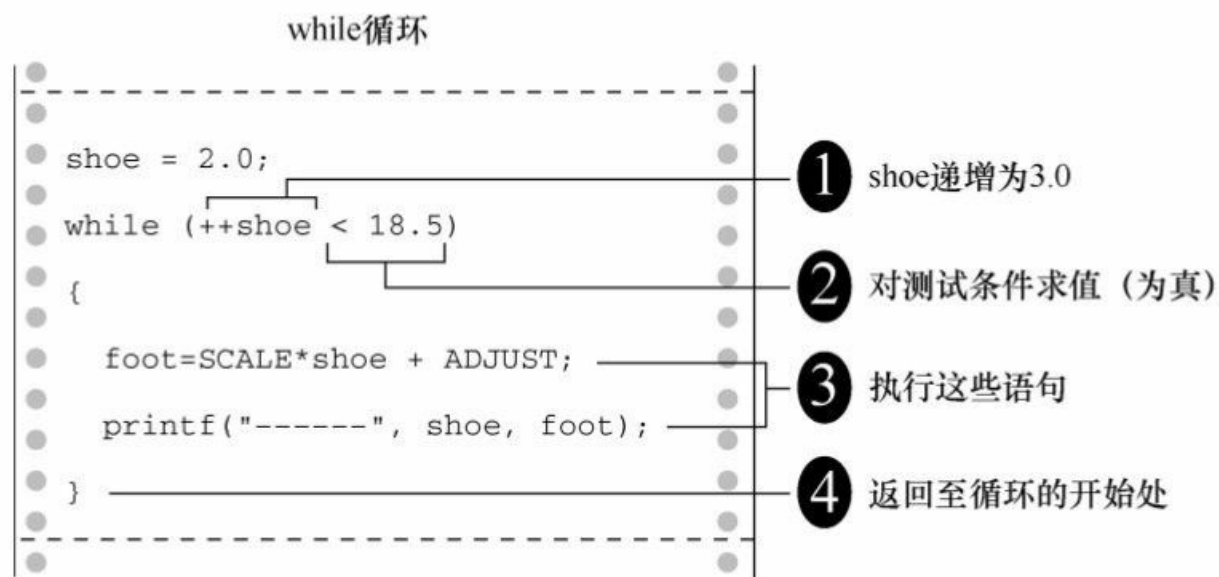 while循环
shoe = 2.0;
1 shoe递增为3.0
while (++shoe < 18.5)
2 对测试条件求值（为真）
{
foot=SCALE*shoe + ADJUST;
3 执行这些语句
printf("------", shoe, foot);
}
4 返回至循环的开始处